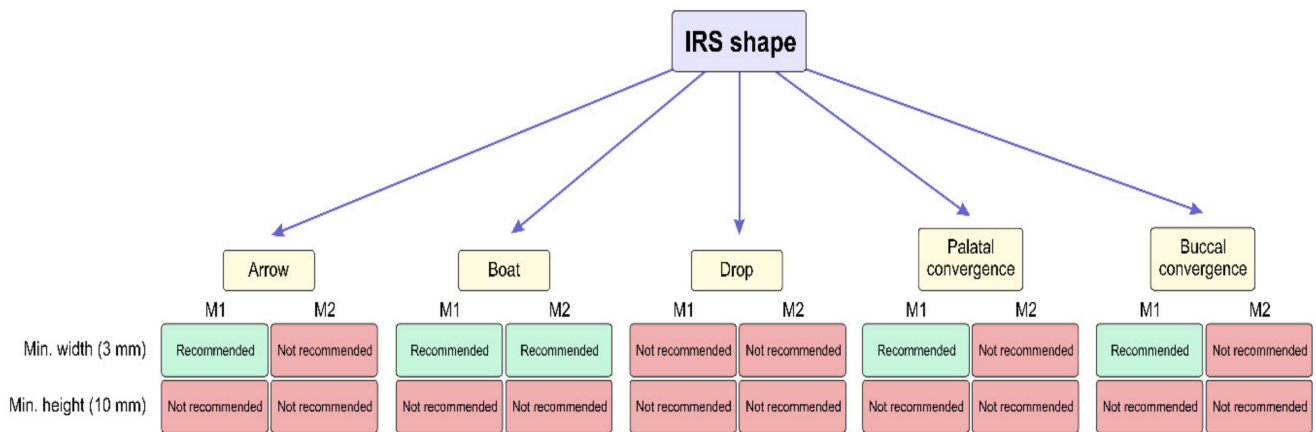 IRS shape
Arrow
Boat
Drop
Palatal
convergence
Buccal
convergence
M1 M2 M1 M2 M1 M2 M1 M2 M1 M2
Min. width (3 mm) Recommended Not recommended Recommended Recommended Not recommended Not recommended Recommended Not recommended Recommended Not recommended
Min. height (10 mm) Not recommended Not recommended Not recommended Not recommended Not recommended Not recommended Not recommended Not recommended Not recommended Not recommended